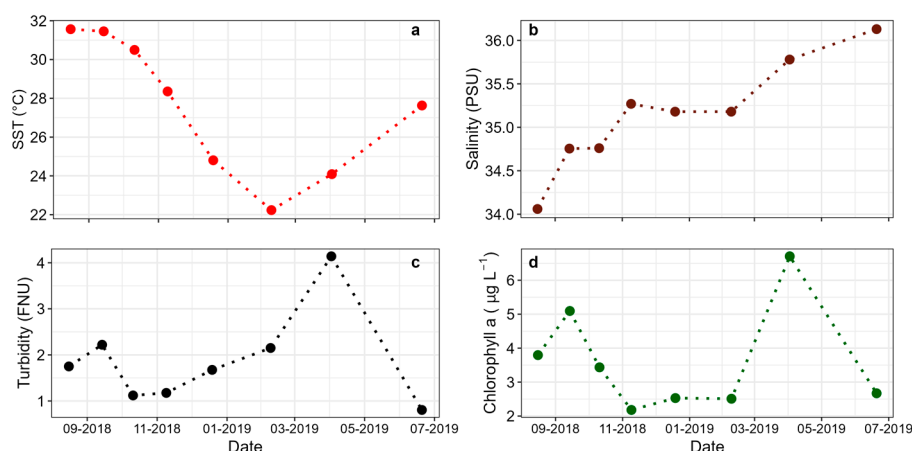 a
SST (°C)
32
30
28
26
24
22
b
Salinity (PSU)
36.0
35.5
35.0
34.5
34.0
c
Turbidity (FNU)
4
3
2
1
09-2018 11-2018 01-2019 03-2019 05-2019 07-2019
Date
d
Chlorophyll a ( µg L⁻¹)
6
5
4
3
2
09-2018 11-2018 01-2019 03-2019 05-2019 07-2019
Date